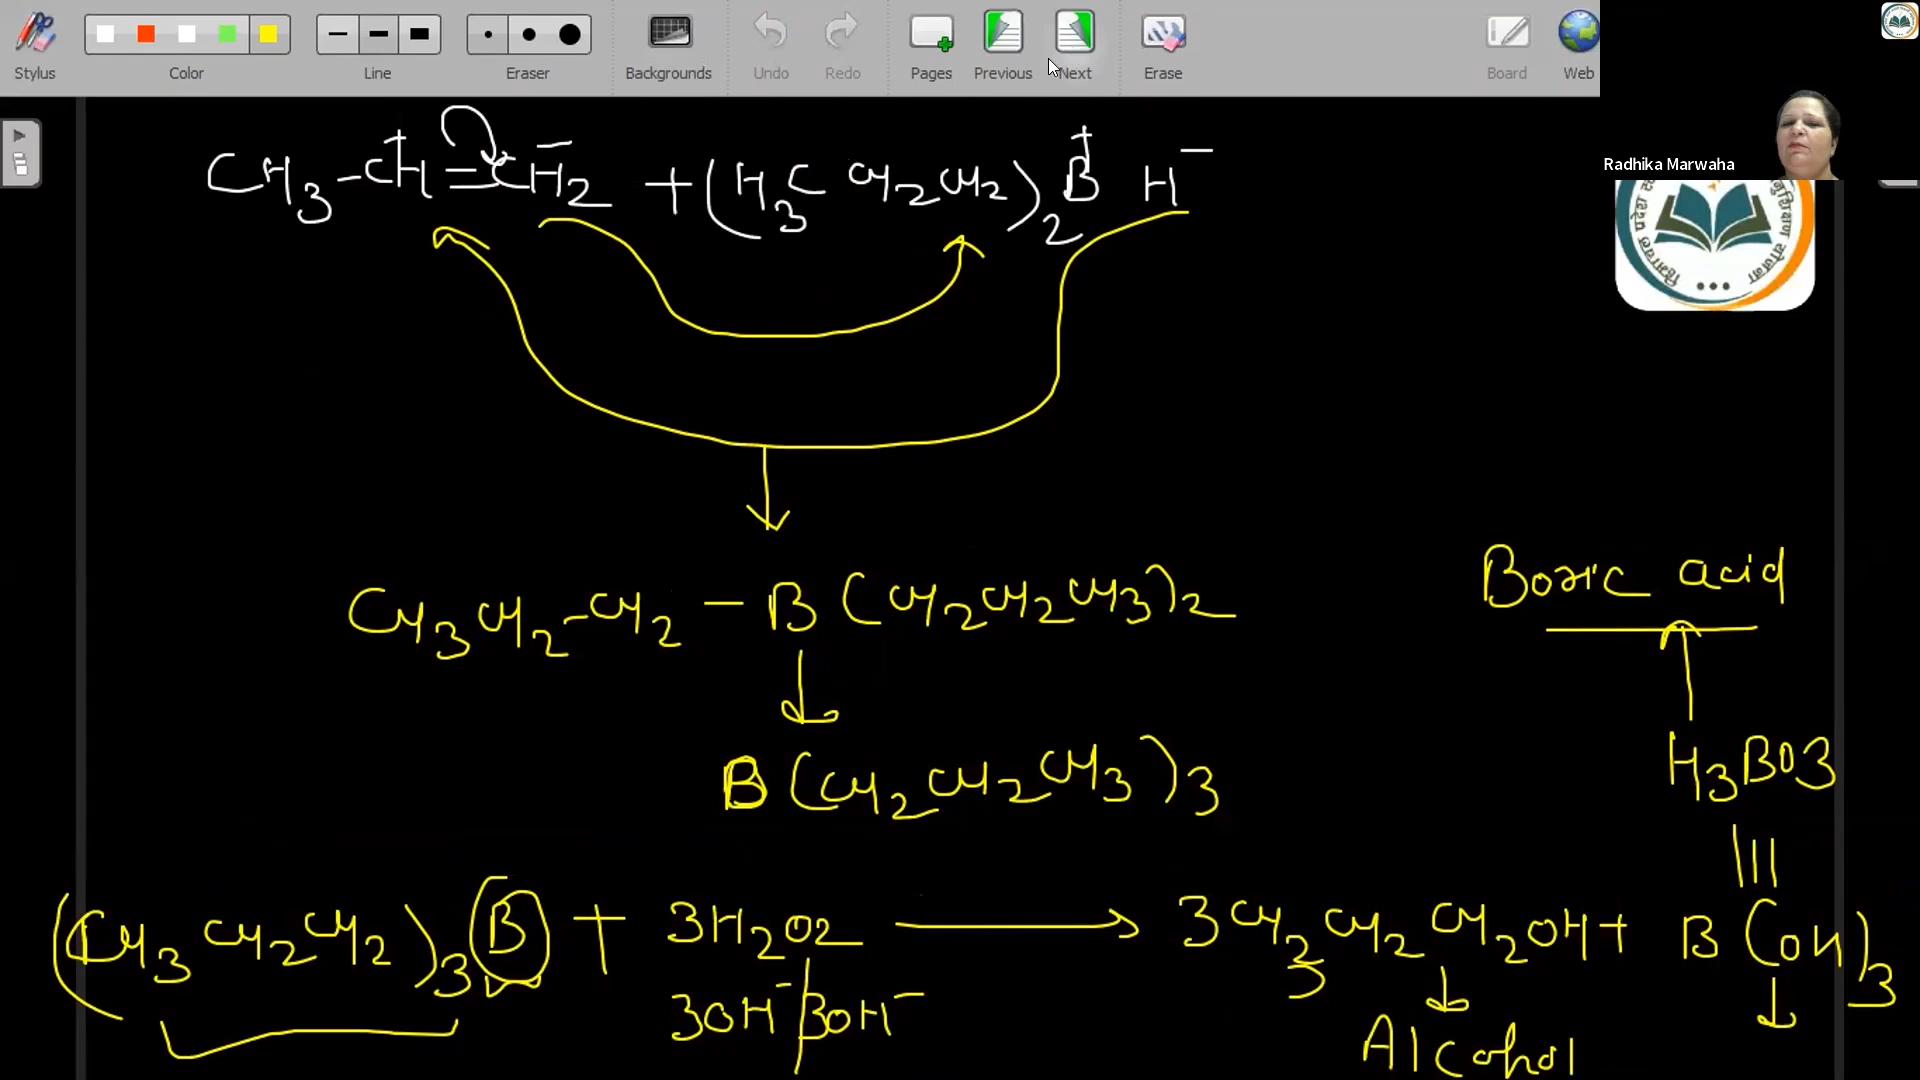 Stylus Color Line Eraser Backgrounds Undo Redo Pages Previous Next Erase Board Web
Radhika Marwaha
CH3-CH=CH2 + (H3C CH2CH2)2 B H
CH3CH2-CH2 - B (CH2CH2CH3)2
Boric acid
B (CH2CH2CH3)3
H3BO3
(CH3CH2CH2)3 B + 3H2O2 → 3CH3CH2CH2OH + B(OH)3
3OH⁻ 3OH⁻
Alcohol